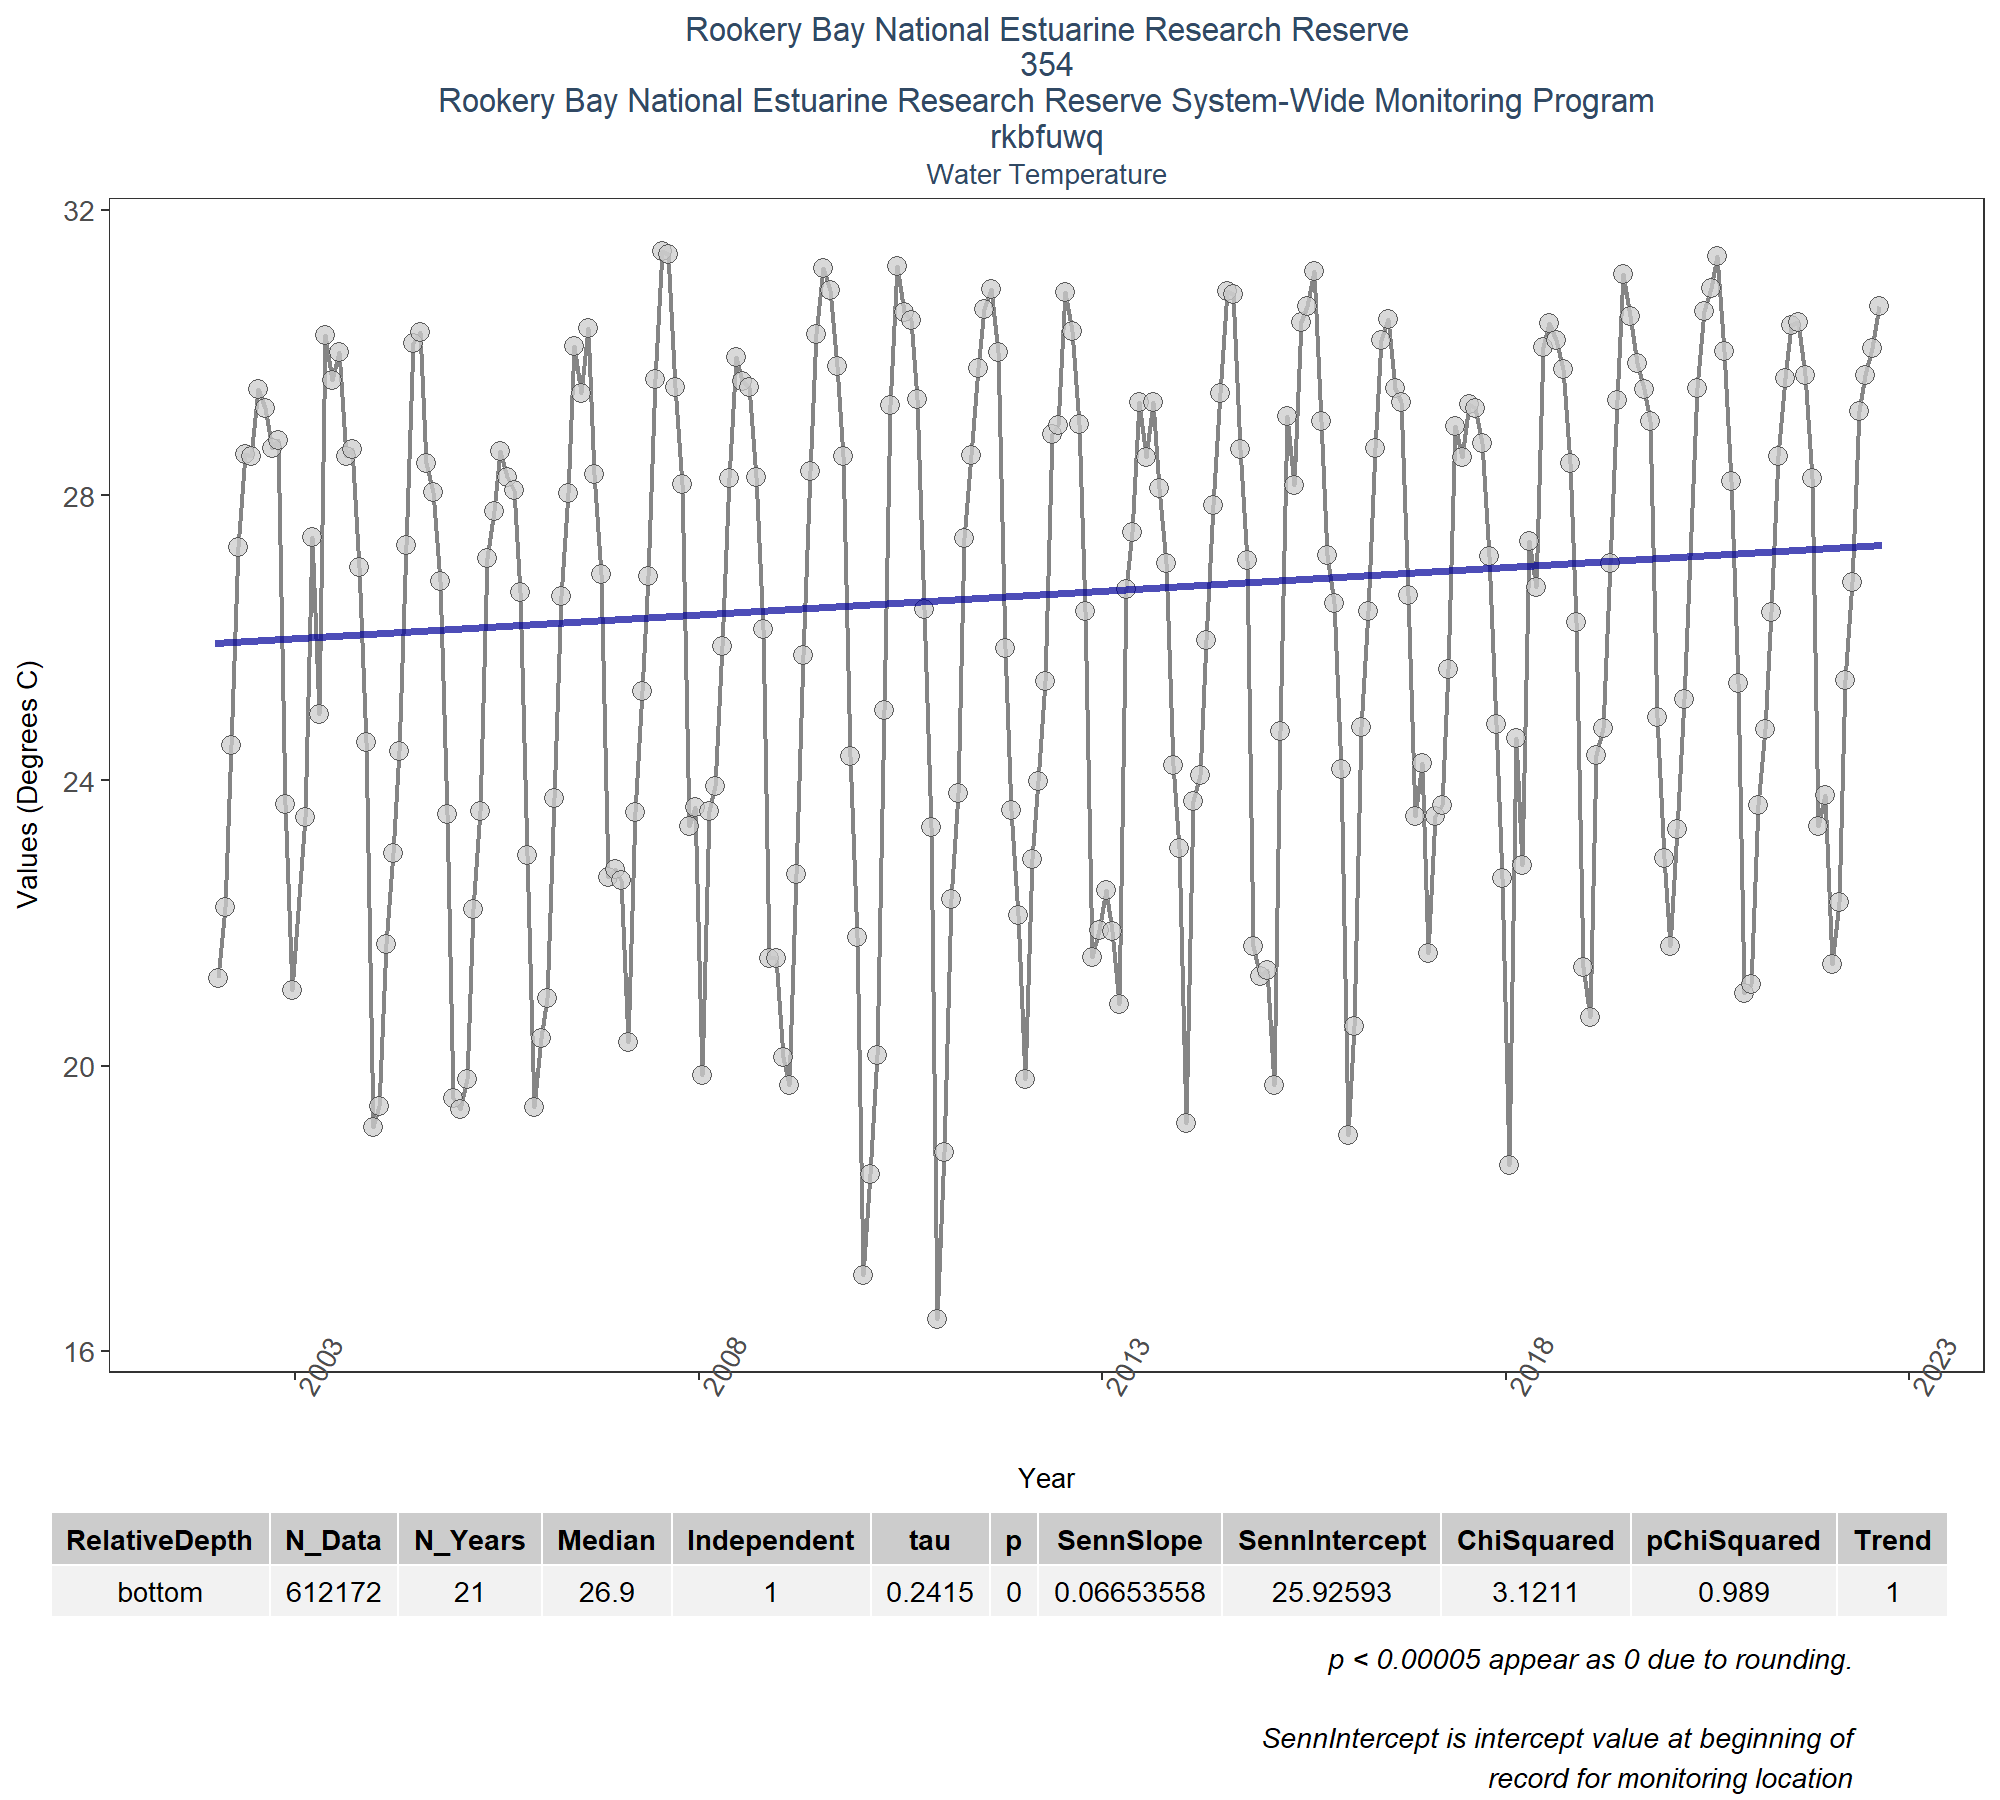 Rookery Bay National Estuarine Research Reserve
354
Rookery Bay National Estuarine Research Reserve System-Wide Monitoring Program
rkbfuwq
Water Temperature
32
28
24
20
16
Values (Degrees C)
2003
2008
2013
2018
2023
Year
RelativeDepth N_Data N_Years Median Independent tau p SennSlope SennIntercept ChiSquared pChiSquared Trend
bottom 612172 21 26.9 1 0.2415 0 0.06653558 25.92593 3.1211 0.989 1
p < 0.00005 appear as 0 due to rounding.
SennIntercept is intercept value at beginning of
record for monitoring location